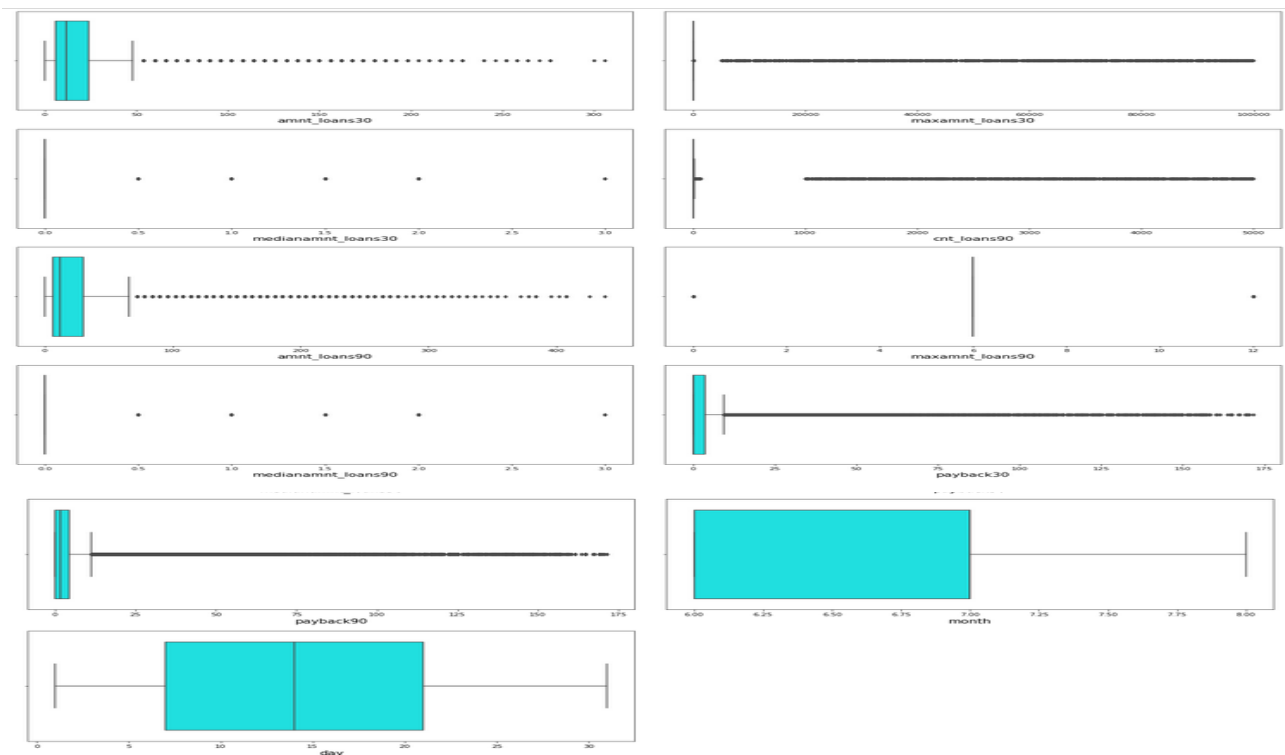 0 50 100 150 200 250 300
amnt_loans30
0 20000 40000 60000 80000 100000
maxamnt_loans30
0.0 0.5 1.0 1.5 2.0 2.5 3.0
medianamnt_loans30
0 1000 2000 3000 4000 5000
cnt_loans90
0 100 200 300 400
amnt_loans90
0 2 4 6 8 10 12
maxamnt_loans90
0.0 0.5 1.0 1.5 2.0 2.5 3.0
medianamnt_loans90
0 25 50 75 100 125 150 175
payback30
0 25 50 75 100 125 150 175
payback90
6.00 6.25 6.50 6.75 7.00 7.25 7.50 7.75 8.00
month
0 5 10 15 20 25 30
day